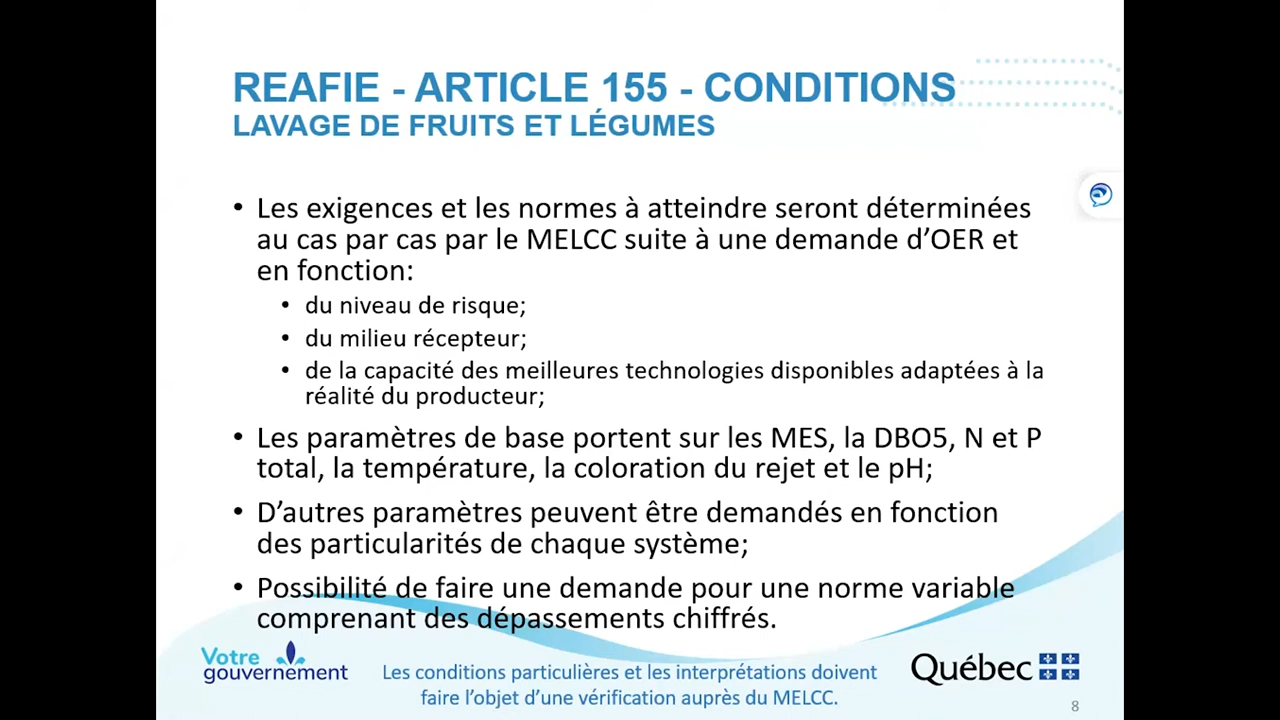 REAFIE - ARTICLE 155 - CONDITIONS
LAVAGE DE FRUITS ET LÉGUMES
• Les exigences et les normes à atteindre seront déterminées
au cas par cas par le MELCC suite à une demande d’OER et
en fonction:
• du niveau de risque;
• du milieu récepteur;
• de la capacité des meilleures technologies disponibles adaptées à la
réalité du producteur;
• Les paramètres de base portent sur les MES, la DBO5, N et P
total, la température, la coloration du rejet et le pH;
• D’autres paramètres peuvent être demandés en fonction
des particularités de chaque système;
• Possibilité de faire une demande pour une norme variable
comprenant des dépassements chiffrés.
Votre
gouvernement
Les conditions particulières et les interprétations doivent
faire l’objet d’une vérification auprès du MELCC.
Québec
8